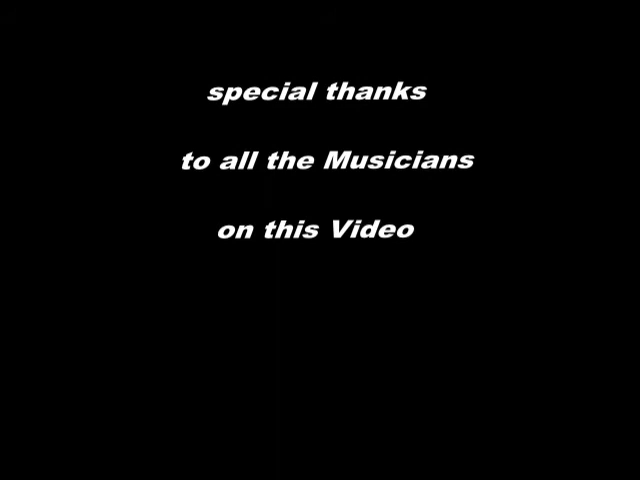 special thanks
to all the Musicians
on this Video